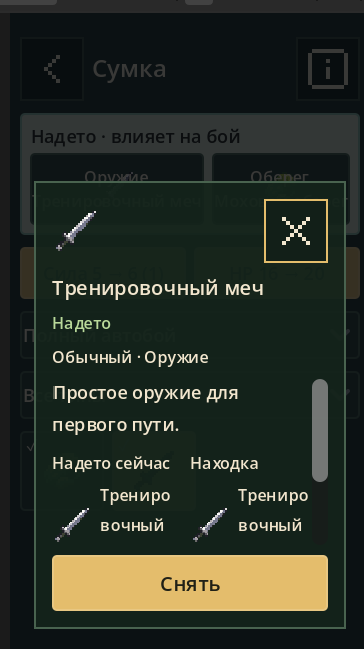 Сумка
Надето · влияет на бой
Оружие
Оберег
Тренировочный меч
Надето
Обычный · Оружие
Простое оружие для
первого пути.
Надето сейчас
Находка
Трениро
вочный
Трениро
вочный
Снять